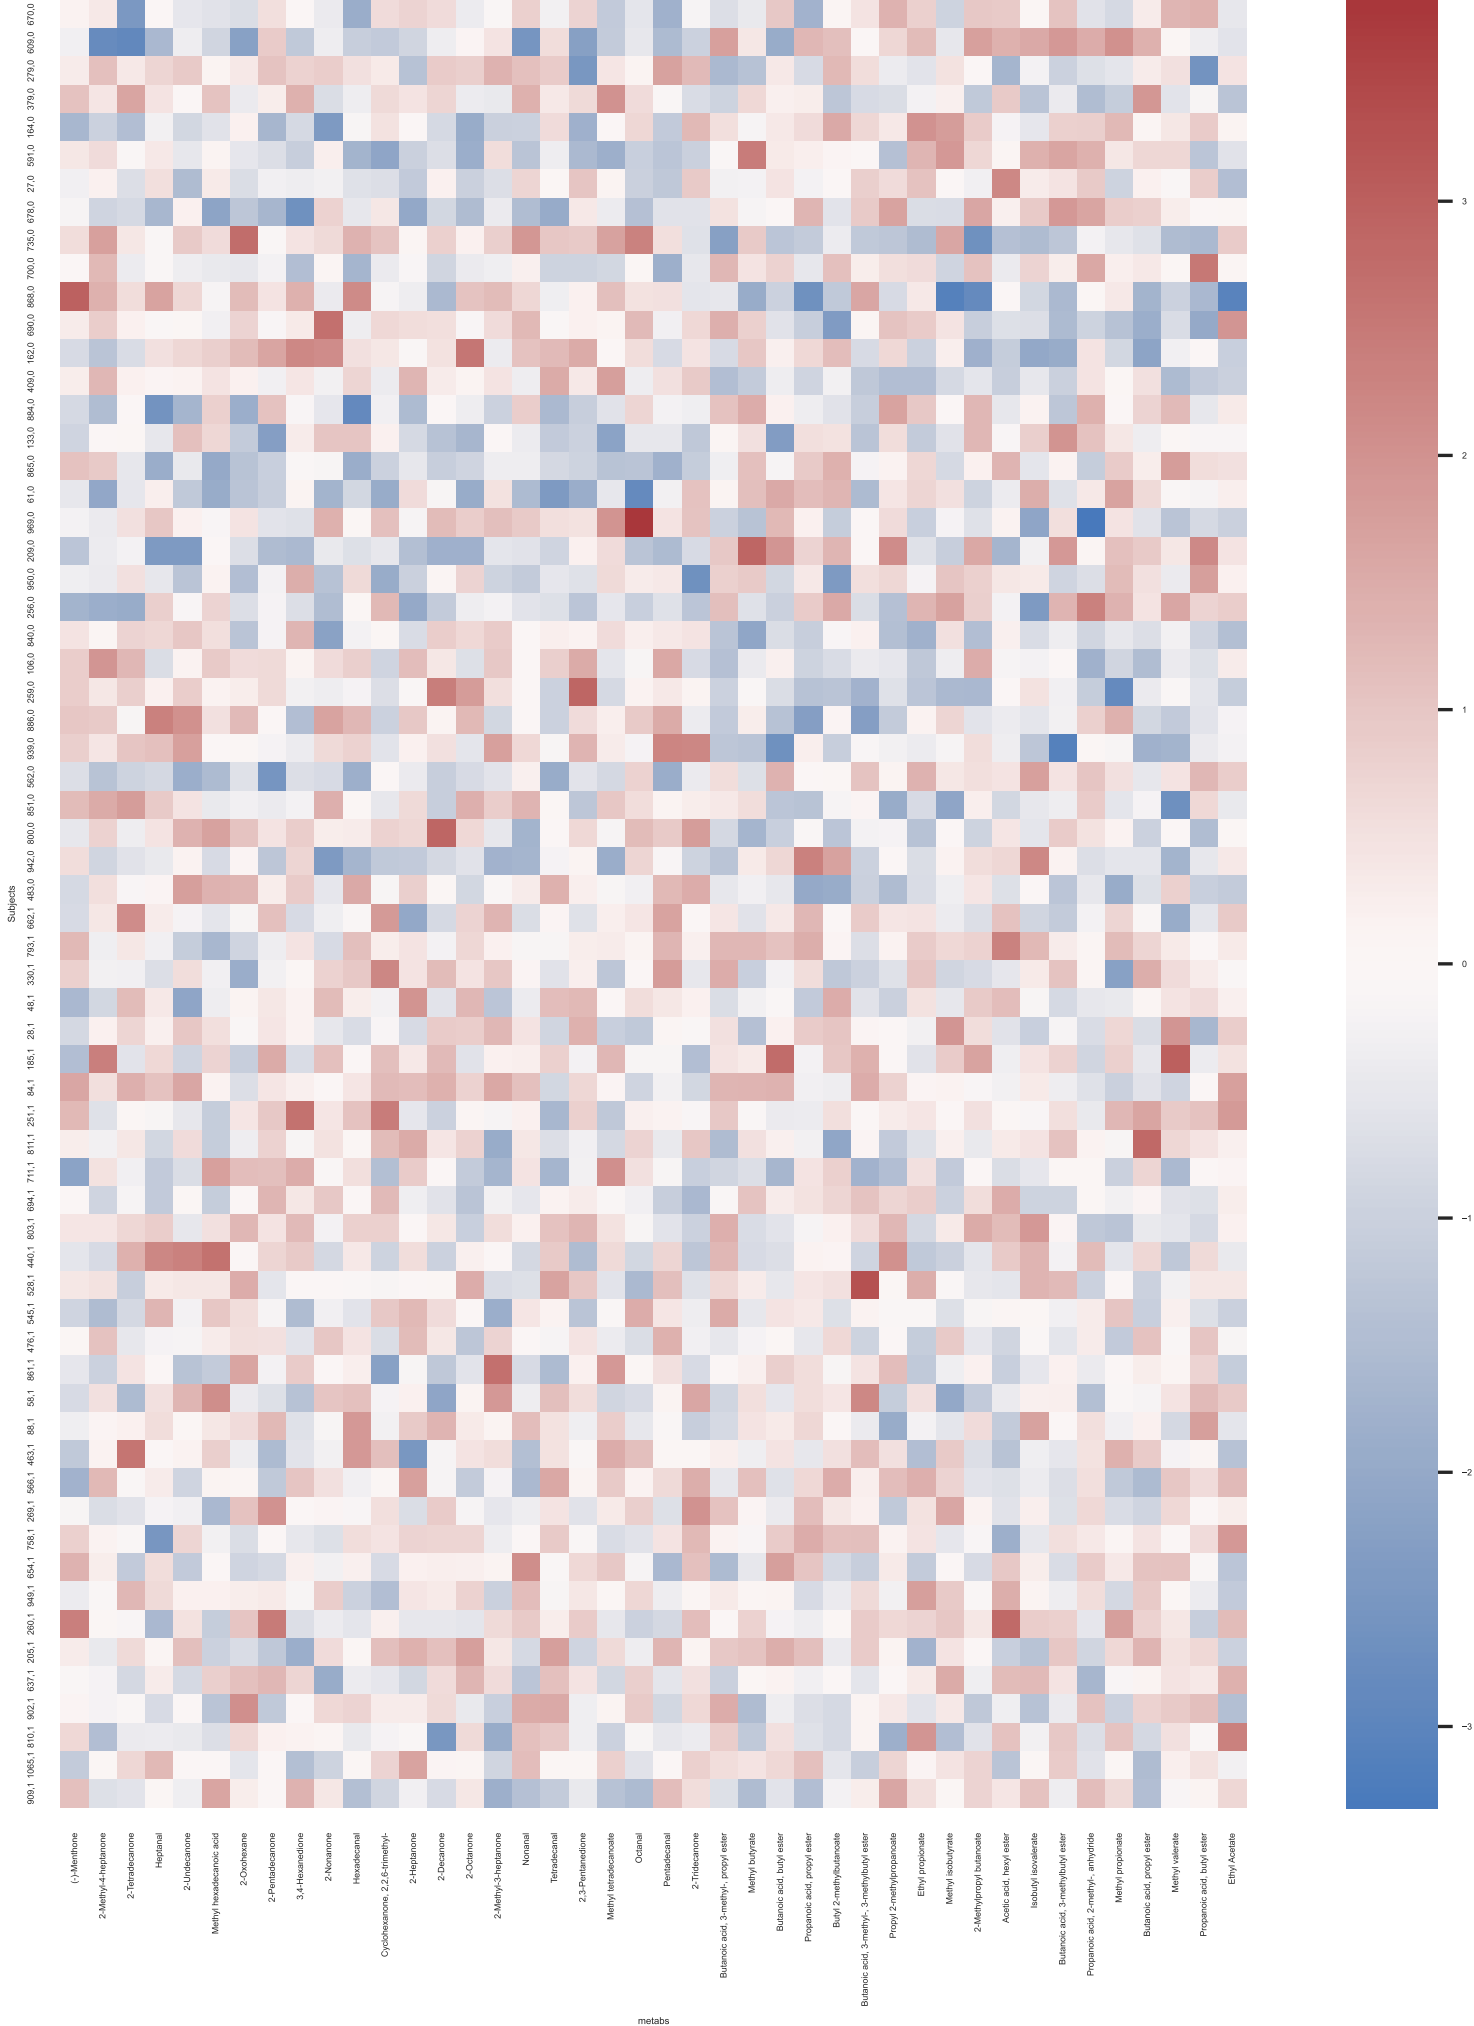 670,0
609,0
279,0
379,0
164,0
591,0
27,0
678,0
735,0
700,0
868,0
690,0
162,0
409,0
884,0
133,0
865,0
61,0
969,0
209,0
950,0
256,0
840,0
106,0
259,0
886,0
939,0
562,0
851,0
800,0
942,0
483,0
662,1
793,1
330,1
48,1
28,1
185,1
84,1
251,1
811,1
711,1
694,1
803,1
440,1
528,1
545,1
476,1
861,1
58,1
88,1
463,1
566,1
269,1
758,1
654,1
949,1
260,1
205,1
637,1
902,1
810,1
1065,1
909,1
Subjects
(-)-Menthone
2-Methyl-4-heptanone
2-Tetradecanone
Heptanal
2-Undecanone
Methyl hexadecanoic acid
2-Oxohexane
2-Pentadecanone
3,4-Hexanedione
2-Nonanone
Hexadecanal
Cyclohexanone, 2,2,6-trimethyl-
2-Heptanone
2-Decanone
2-Octanone
2-Methyl-3-heptanone
Nonanal
Tetradecanal
2,3-Pentanedione
Methyl tetradecanoate
Octanal
Pentadecanal
2-Tridecanone
Butanoic acid, 3-methyl-, propyl ester
Methyl butyrate
Butanoic acid, butyl ester
Propanoic acid, propyl ester
Butyl 2-methylbutanoate
Butanoic acid, 3-methyl-, 3-methylbutyl ester
Propyl 2-methylpropanoate
Ethyl propionate
Methyl isobutyrate
2-Methylpropyl butanoate
Acetic acid, hexyl ester
Isobutyl isovalerate
Butanoic acid, 3-methylbutyl ester
Propanoic acid, 2-methyl-, anhydride
Methyl propionate
Butanoic acid, propyl ester
Methyl valerate
Propanoic acid, butyl ester
Ethyl Acetate
metabs
3
2
1
0
−1
−2
−3